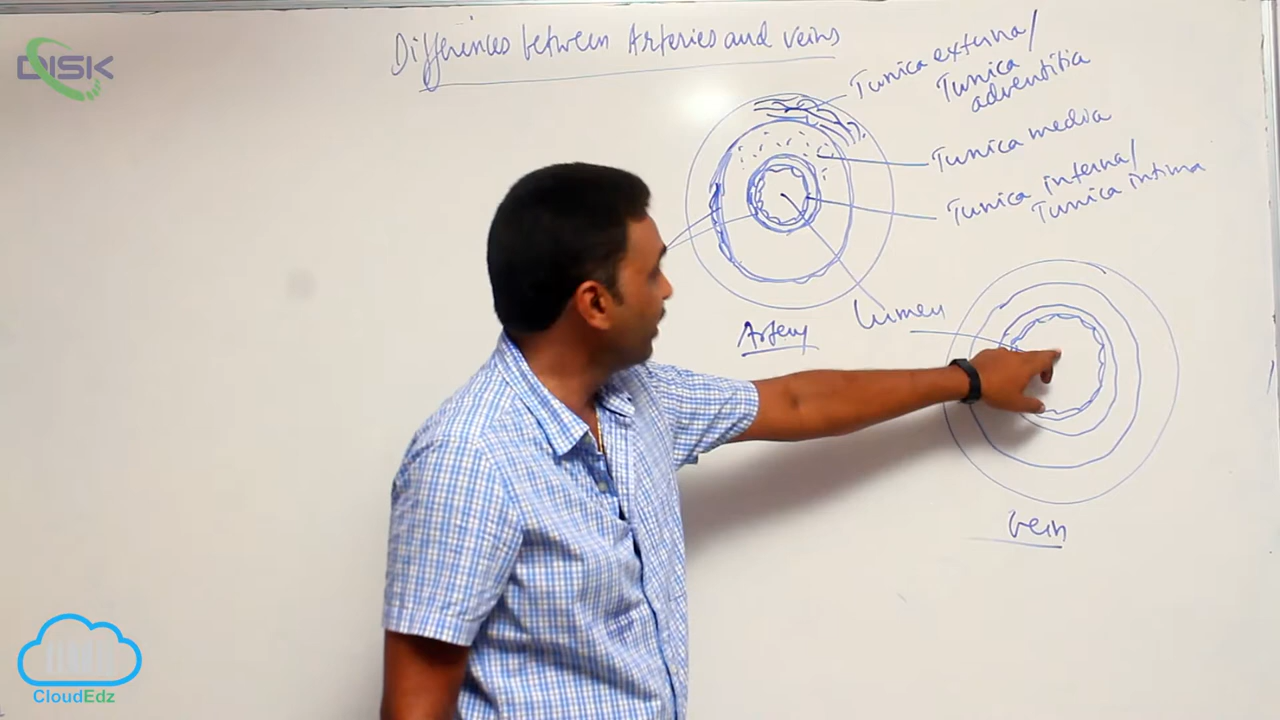 DISK
Differences between Arteries and veins
Tunica externa/
Tunica
adventitia
Tunica media
Tunica interna/
Tunica intima
Lumen
Artery
Vein
CloudEdz